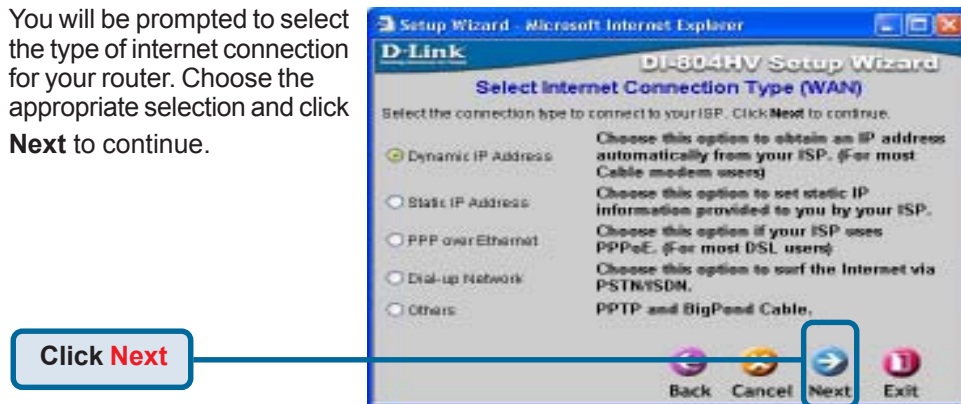 You will be prompted to select
the type of internet connection
for your router. Choose the
appropriate selection and click
Next to continue.
Click Next
Setup Wizard - Microsoft Internet Explorer
D-Link
DI-804HV Setup Wizard
Select Internet Connection Type (WAN)
Select the connection type to connect to your ISP. Click Next to continue.
Dynamic IP Address
Choose this option to obtain an IP address
automatically from your ISP. (For most
Cable modem users)
Static IP Address
Choose this option to set static IP
information provided to you by your ISP.
PPP over Ethernet
Choose this option if your ISP uses
PPPoE. (For most DSL users)
Dial-up Network
Choose this option to surf the Internet via
PSTN/ISDN.
Others
PPTP and BigPond Cable.
Back Cancel Next Exit